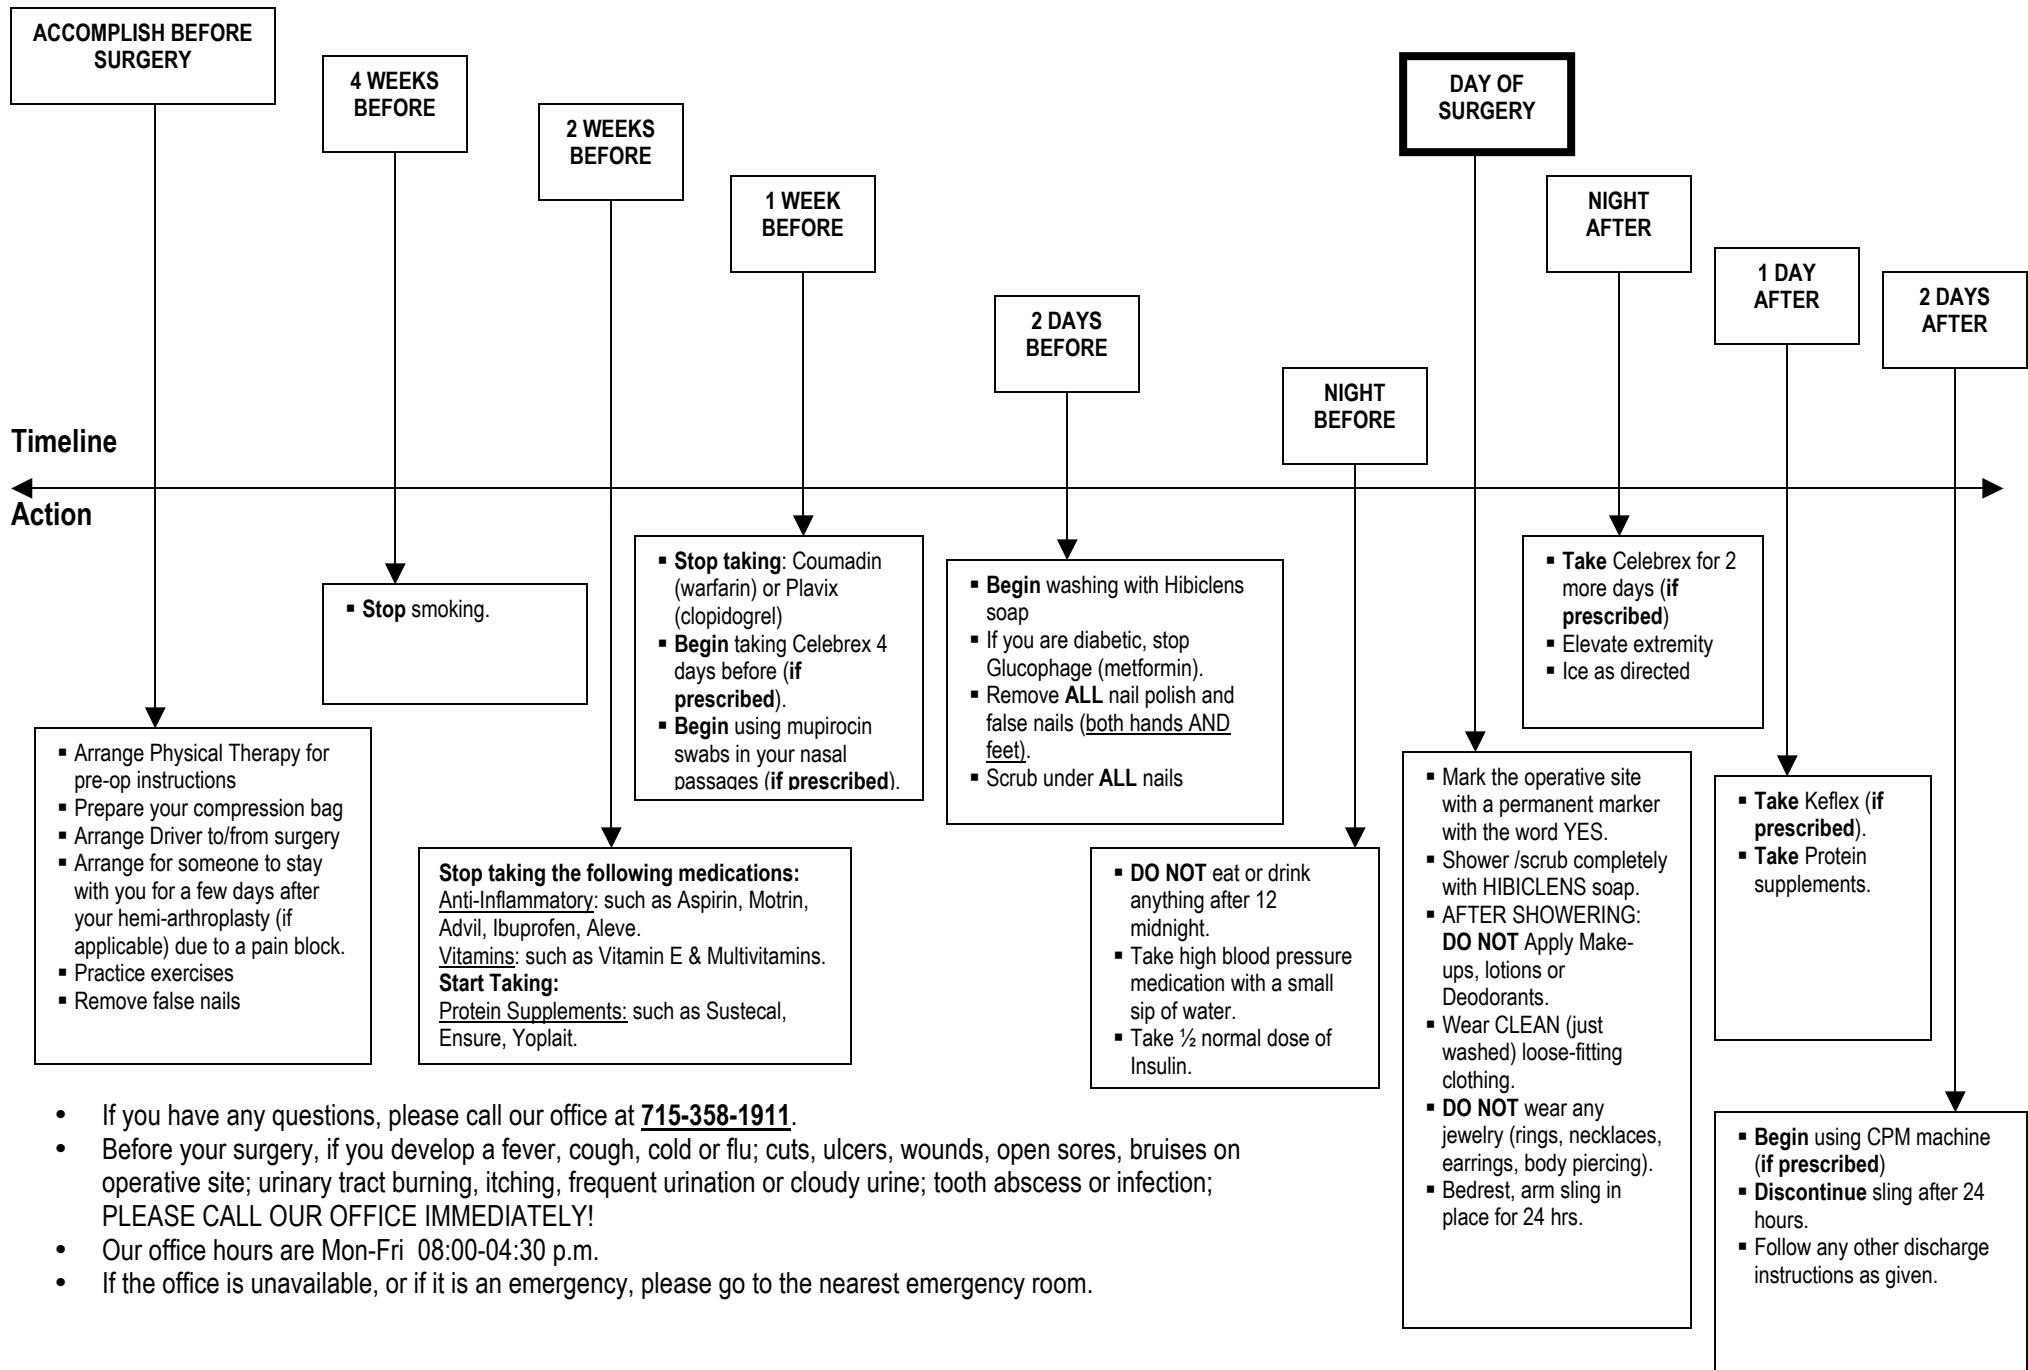 ACCOMPLISH BEFORE
SURGERY
4 WEEKS
BEFORE
2 WEEKS
BEFORE
1 WEEK
BEFORE
2 DAYS
BEFORE
NIGHT
BEFORE
DAY OF
SURGERY
NIGHT
AFTER
1 DAY
AFTER
2 DAYS
AFTER
Timeline
Action
▪ Arrange Physical Therapy for
pre-op instructions
▪ Prepare your compression bag
▪ Arrange Driver to/from surgery
▪ Arrange for someone to stay
with you for a few days after
your hemi-arthroplasty (if
applicable) due to a pain block.
▪ Practice exercises
▪ Remove false nails
▪ Stop smoking.
Stop taking the following medications:
Anti-Inflammatory: such as Aspirin, Motrin,
Advil, Ibuprofen, Aleve.
Vitamins: such as Vitamin E & Multivitamins.
Start Taking:
Protein Supplements: such as Sustecal,
Ensure, Yoplait.
▪ Stop taking: Coumadin
(warfarin) or Plavix
(clopidogrel)
▪ Begin taking Celebrex 4
days before (if
prescribed).
▪ Begin using mupirocin
swabs in your nasal
passages (if prescribed).
▪ Begin washing with Hibiclens
soap
▪ If you are diabetic, stop
Glucophage (metformin).
▪ Remove ALL nail polish and
false nails (both hands AND
feet).
▪ Scrub under ALL nails
▪ DO NOT eat or drink
anything after 12
midnight.
▪ Take high blood pressure
medication with a small
sip of water.
▪ Take ½ normal dose of
Insulin.
▪ Mark the operative site
with a permanent marker
with the word YES.
▪ Shower /scrub completely
with HIBICLENS soap.
▪ AFTER SHOWERING:
DO NOT Apply Make-
ups, lotions or
Deodorants.
▪ Wear CLEAN (just
washed) loose-fitting
clothing.
▪ DO NOT wear any
jewelry (rings, necklaces,
earrings, body piercing).
▪ Bedrest, arm sling in
place for 24 hrs.
▪ Take Celebrex for 2
more days (if
prescribed)
▪ Elevate extremity
▪ Ice as directed
▪ Take Keflex (if
prescribed).
▪ Take Protein
supplements.
▪ Begin using CPM machine
(if prescribed)
▪ Discontinue sling after 24
hours.
▪ Follow any other discharge
instructions as given.
• If you have any questions, please call our office at 715-358-1911.
• Before your surgery, if you develop a fever, cough, cold or flu; cuts, ulcers, wounds, open sores, bruises on
operative site; urinary tract burning, itching, frequent urination or cloudy urine; tooth abscess or infection;
PLEASE CALL OUR OFFICE IMMEDIATELY!
• Our office hours are Mon-Fri 08:00-04:30 p.m.
• If the office is unavailable, or if it is an emergency, please go to the nearest emergency room.